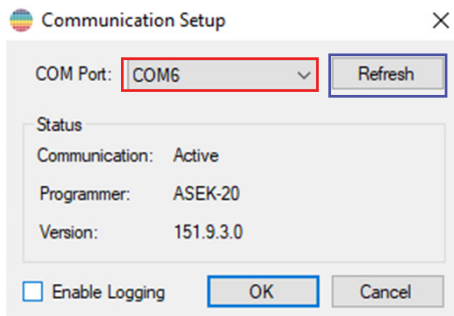 Communication Setup
COM Port: COM6 Refresh
Status
Communication: Active
Programmer: ASEK-20
Version: 151.9.3.0
Enable Logging OK Cancel